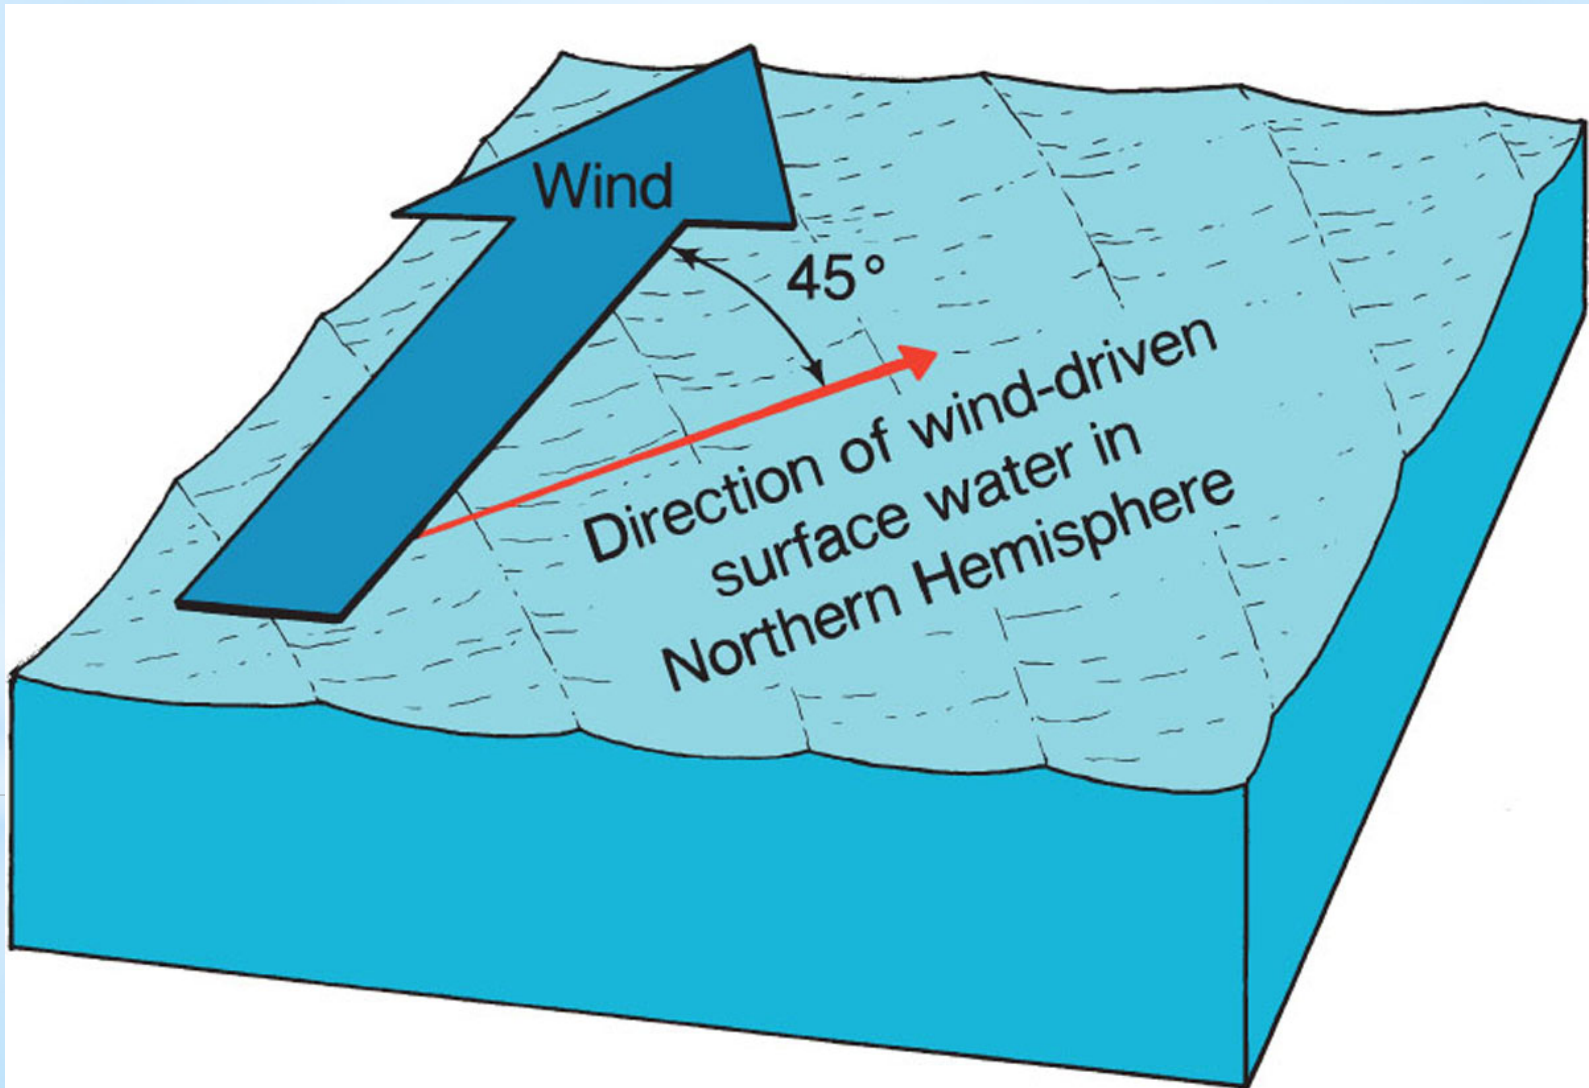 Wind
45°
Direction of wind-driven
surface water in
Northern Hemisphere